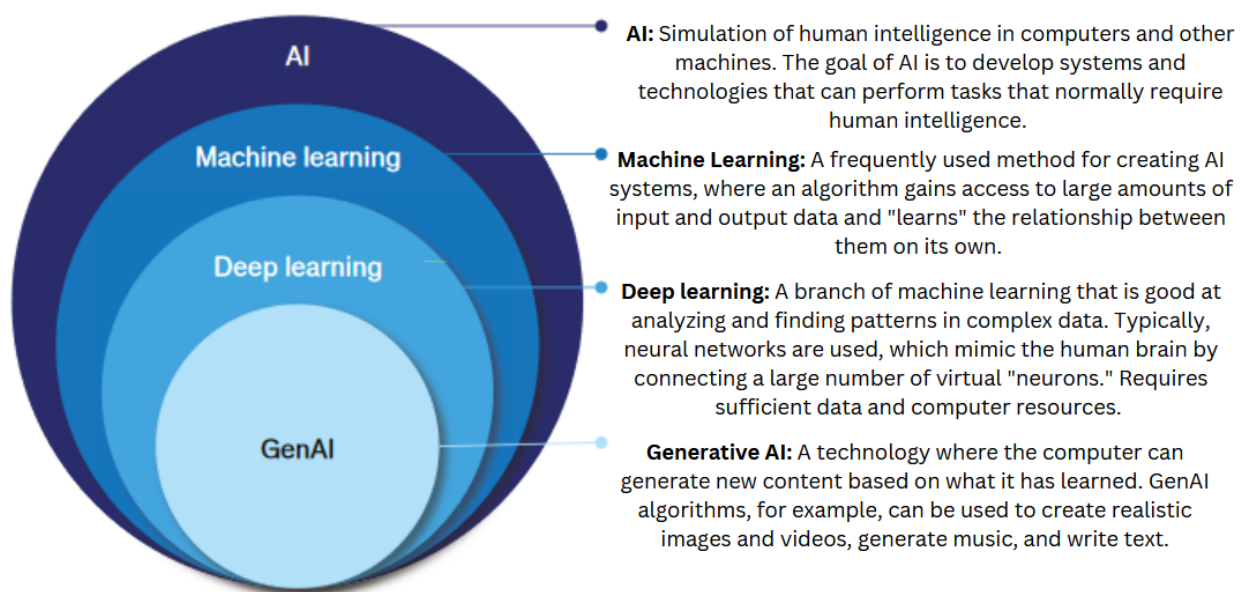 AI
Machine learning
Deep learning
GenAI
AI: Simulation of human intelligence in computers and other
machines. The goal of AI is to develop systems and
technologies that can perform tasks that normally require
human intelligence.
Machine Learning: A frequently used method for creating AI
systems, where an algorithm gains access to large amounts of
input and output data and "learns" the relationship between
them on its own.
Deep learning: A branch of machine learning that is good at
analyzing and finding patterns in complex data. Typically,
neural networks are used, which mimic the human brain by
connecting a large number of virtual "neurons." Requires
sufficient data and computer resources.
Generative AI: A technology where the computer can
generate new content based on what it has learned. GenAI
algorithms, for example, can be used to create realistic
images and videos, generate music, and write text.